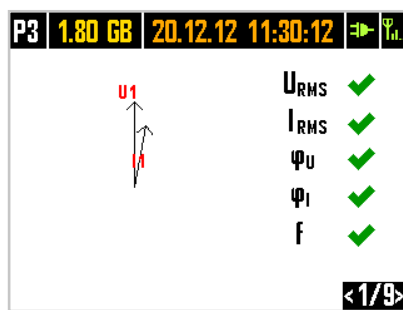 P3 1.80 GB 20.12.12 11:30:12
U1
I1
URMS
IRMS
φU
φI
f
<1/9>